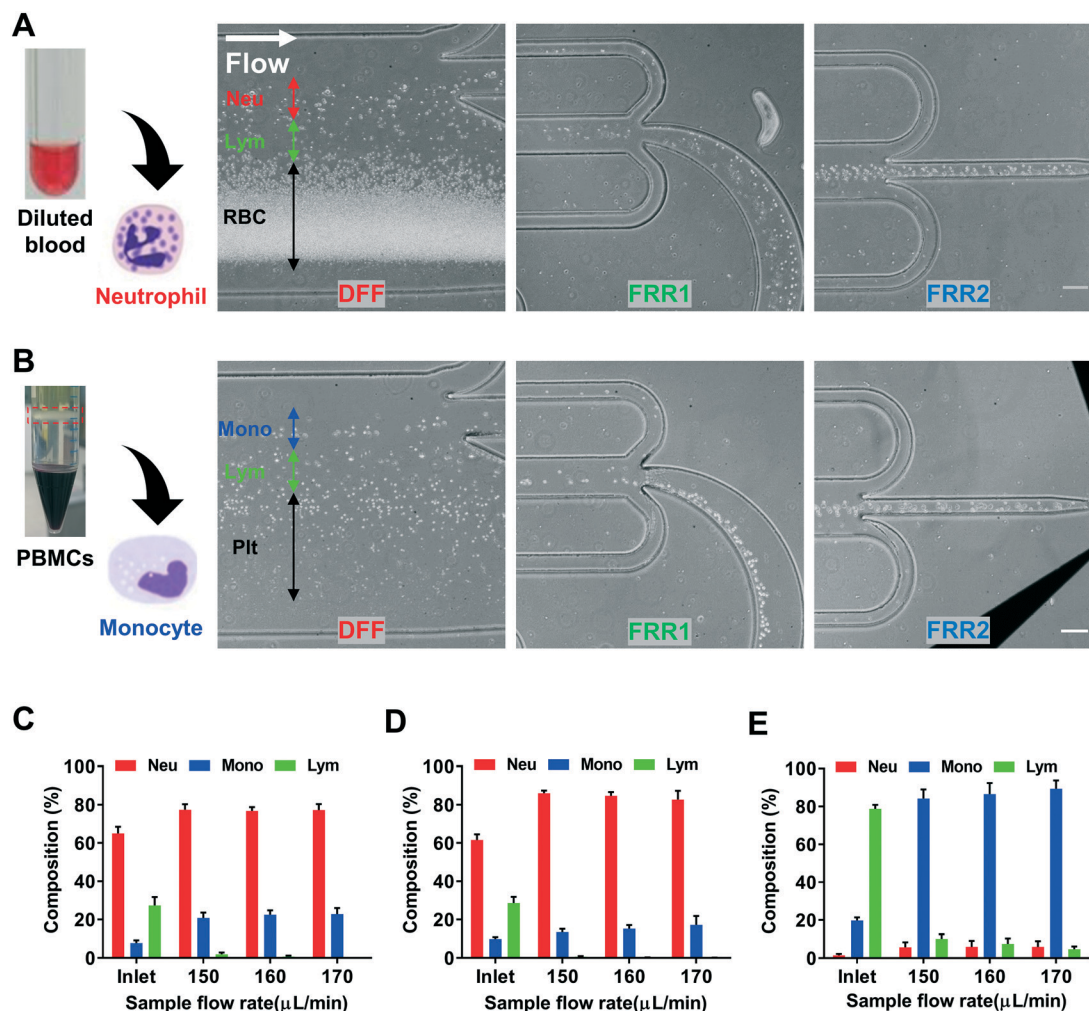 A
Flow
Neu
Lym
RBC
Diluted
blood
Neutrophil
DFF
FRR1
FRR2
B
Mono
Lym
Plt
PBMCs
Monocyte
DFF
FRR1
FRR2
C
Neu Mono Lym
Composition (%)
100
80
60
40
20
0
Inlet 150 160 170
Sample flow rate(μL/min)
D
Neu Mono Lym
Composition (%)
100
80
60
40
20
0
Inlet 150 160 170
Sample flow rate(μL/min)
E
Neu Mono Lym
Composition (%)
100
80
60
40
20
0
Inlet 150 160 170
Sample flow rate(μL/min)